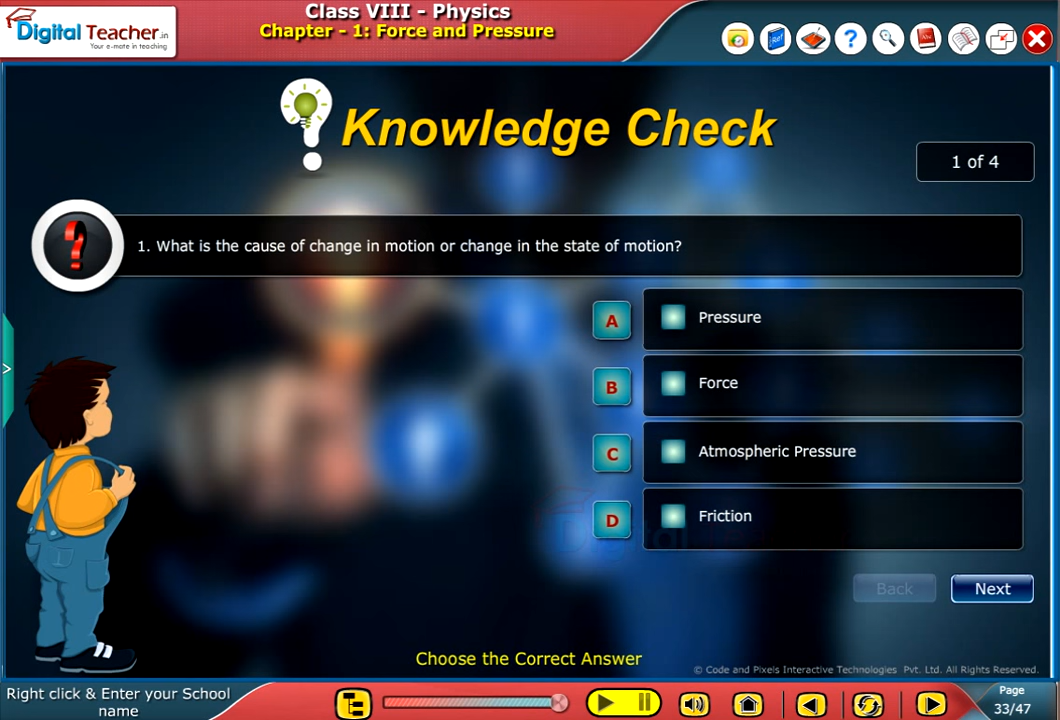 Digital Teacher.in
Your e-mate in teaching
Class VIII - Physics
Chapter - 1: Force and Pressure
Ref
Abc
Knowledge Check
1 of 4
1. What is the cause of change in motion or change in the state of motion?
A Pressure
B Force
C Atmospheric Pressure
D Friction
Back Next
Choose the Correct Answer
© Code and Pixels Interactive Technologies Pvt. Ltd. All Rights Reserved.
Right click & Enter your School
name
Page
33/47